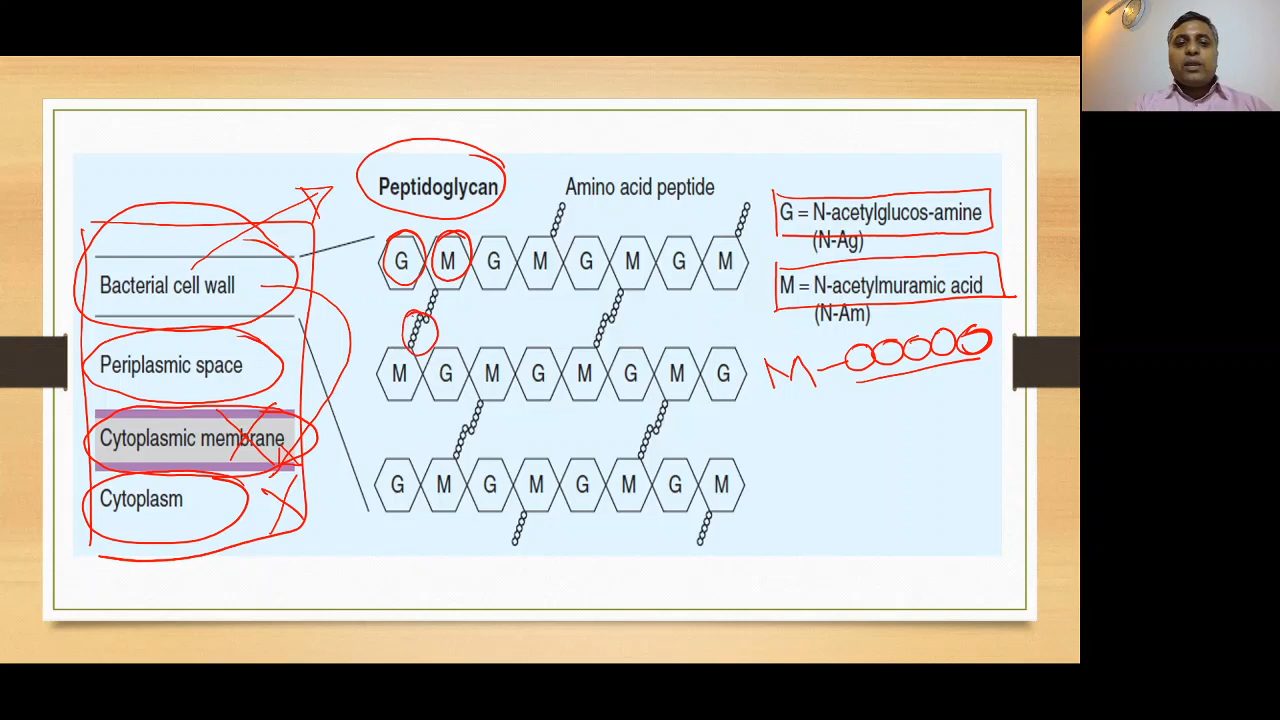 Peptidoglycan
Amino acid peptide
G = N-acetylglucos-amine
(N-Ag)
M = N-acetylmuramic acid
(N-Am)
M
Bacterial cell wall
Periplasmic space
Cytoplasmic membrane
Cytoplasm
G M G M G M G M
M G M G M G M G
G M G M G M G M